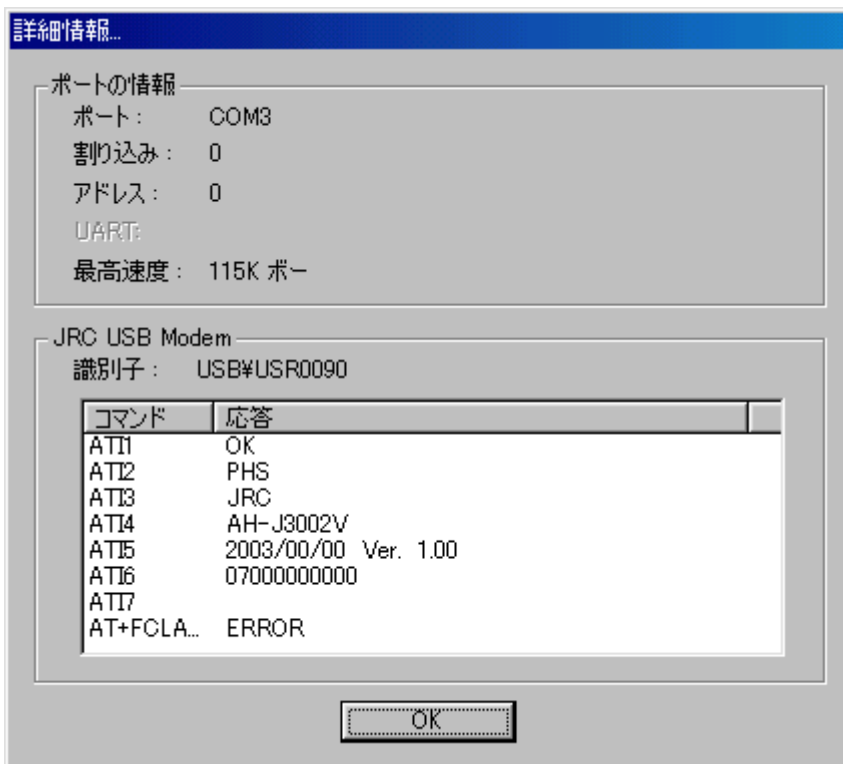 詳細情報...
ポートの情報
ポート: COM3
割り込み: 0
アドレス: 0
UART:
最高速度: 115K ボー
JRC USB Modem
識別子: USB¥USR0090
コマンド 応答
ATI1 OK
ATI2 PHS
ATI3 JRC
ATI4 AH-J3002V
ATI5 2003/00/00 Ver. 1.00
ATI6 07000000000
ATI7
AT+FCLA... ERROR
OK